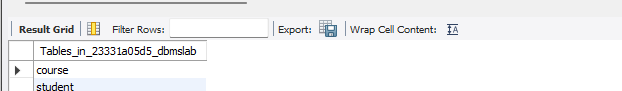 Result Grid Filter Rows: Export: Wrap Cell Content:
Tables_in_23331a05d5_dbmslab
course
student